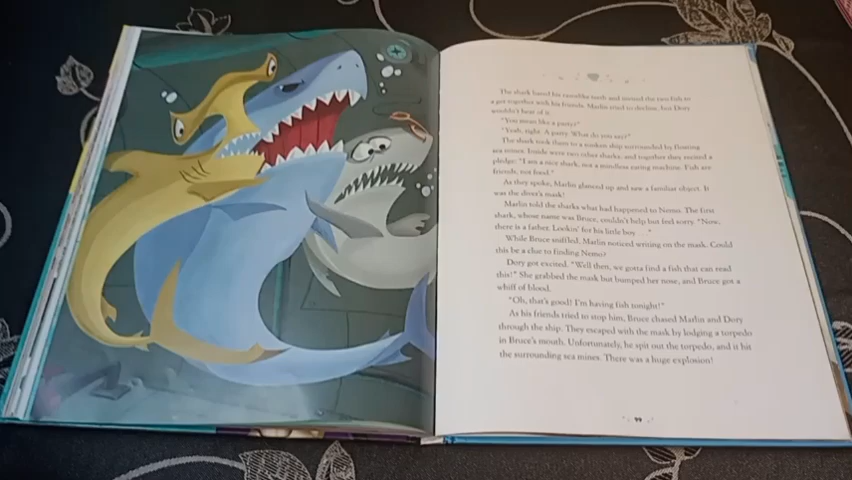 The shark bared his razorlike teeth and invited the two fish to
a get-together with his friends. Marlin tried to decline, but Dory
wouldn't hear of it.
"You mean like a party?"
"Yeah, right. A party. What do you say?"
The shark took them to a sunken ship surrounded by floating
sea mines. Inside were two other sharks, and together they recited a
pledge: "I am a nice shark, not a mindless eating machine. Fish are
friends, not food."
As they spoke, Marlin glanced up and saw a familiar object. It
was the diver's mask!
Marlin told the sharks what had happened to Nemo. The first
shark, whose name was Bruce, couldn't help but feel sorry. "Now,
there is a father. Lookin' for his little boy . . ."
While Bruce sniffled, Marlin noticed writing on the mask. Could
this be a clue to finding Nemo?
Dory got excited. "Well then, we gotta find a fish that can read
this!" She grabbed the mask but bumped her nose, and Bruce got a
whiff of blood.
"Oh, that's good! I'm having fish tonight!"
As his friends tried to stop him, Bruce chased Marlin and Dory
through the ship. They escaped with the mask by lodging a torpedo
in Bruce's mouth. Unfortunately, he spit out the torpedo, and it hit
the surrounding sea mines. There was a huge explosion!
99